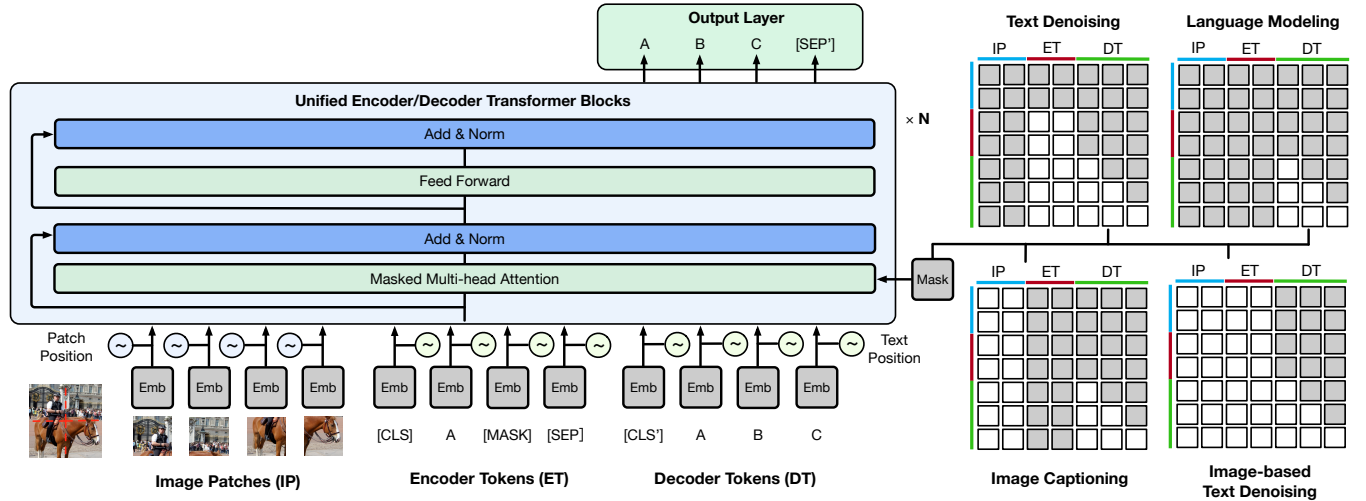 Output Layer
A B C [SEP']
Unified Encoder/Decoder Transformer Blocks
× N
Add & Norm
Feed Forward
Add & Norm
Masked Multi-head Attention
Mask
Patch
Position
~ ~ ~ ~ ~ ~ ~ ~ ~ ~ ~ ~
Text
Position
Emb Emb Emb Emb Emb Emb Emb Emb Emb Emb Emb Emb
[CLS] A [MASK] [SEP] [CLS'] A B C
Image Patches (IP)
Encoder Tokens (ET)
Decoder Tokens (DT)
Text Denoising
IP ET DT
Language Modeling
IP ET DT
IP ET DT
Image Captioning
IP ET DT
Image-based
Text Denoising